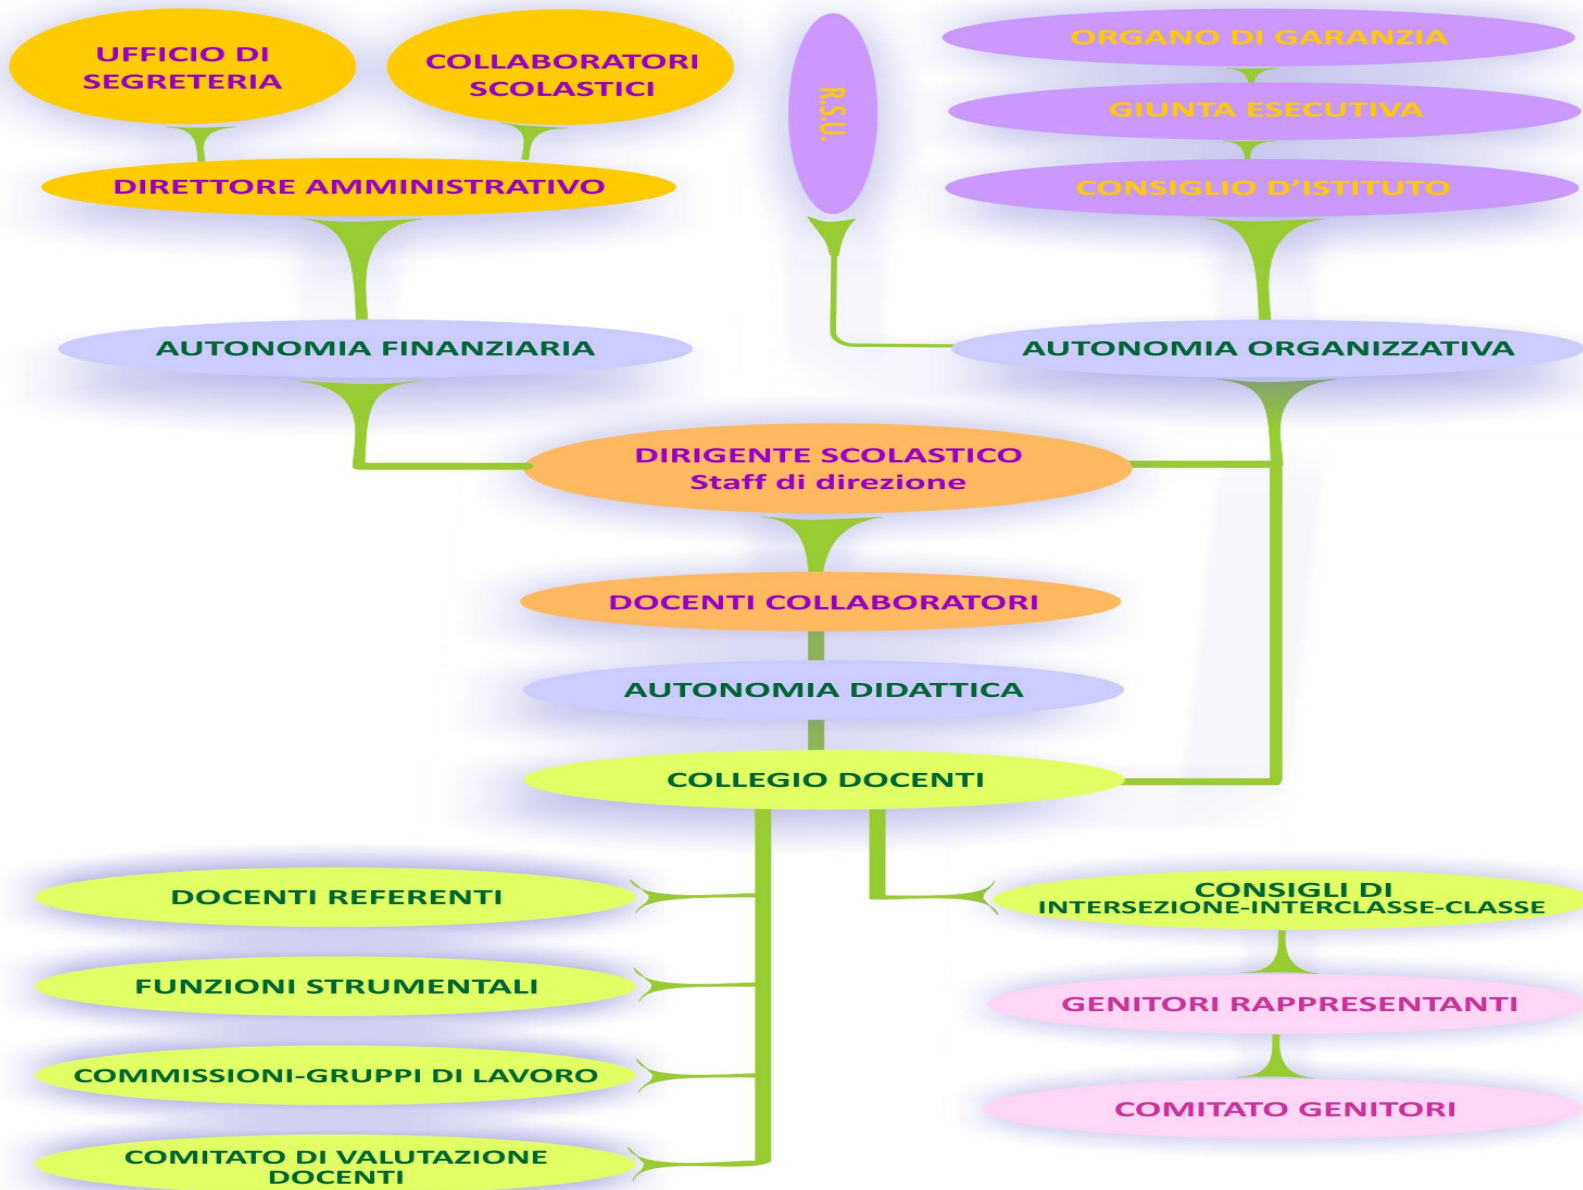 UFFICIO DI
SEGRETERIA
COLLABORATORI
SCOLASTICI
R.S.U.
ORGANO DI GARANZIA
GIUNTA ESECUTIVA
CONSIGLIO D’ISTITUTO
DIRETTORE AMMINISTRATIVO
AUTONOMIA FINANZIARIA
AUTONOMIA ORGANIZZATIVA
DIRIGENTE SCOLASTICO
Staff di direzione
DOCENTI COLLABORATORI
AUTONOMIA DIDATTICA
COLLEGIO DOCENTI
DOCENTI REFERENTI
FUNZIONI STRUMENTALI
COMMISSIONI-GRUPPI DI LAVORO
COMITATO DI VALUTAZIONE
DOCENTI
CONSIGLI DI
INTERSEZIONE-INTERCLASSE-CLASSE
GENITORI RAPPRESENTANTI
COMITATO GENITORI